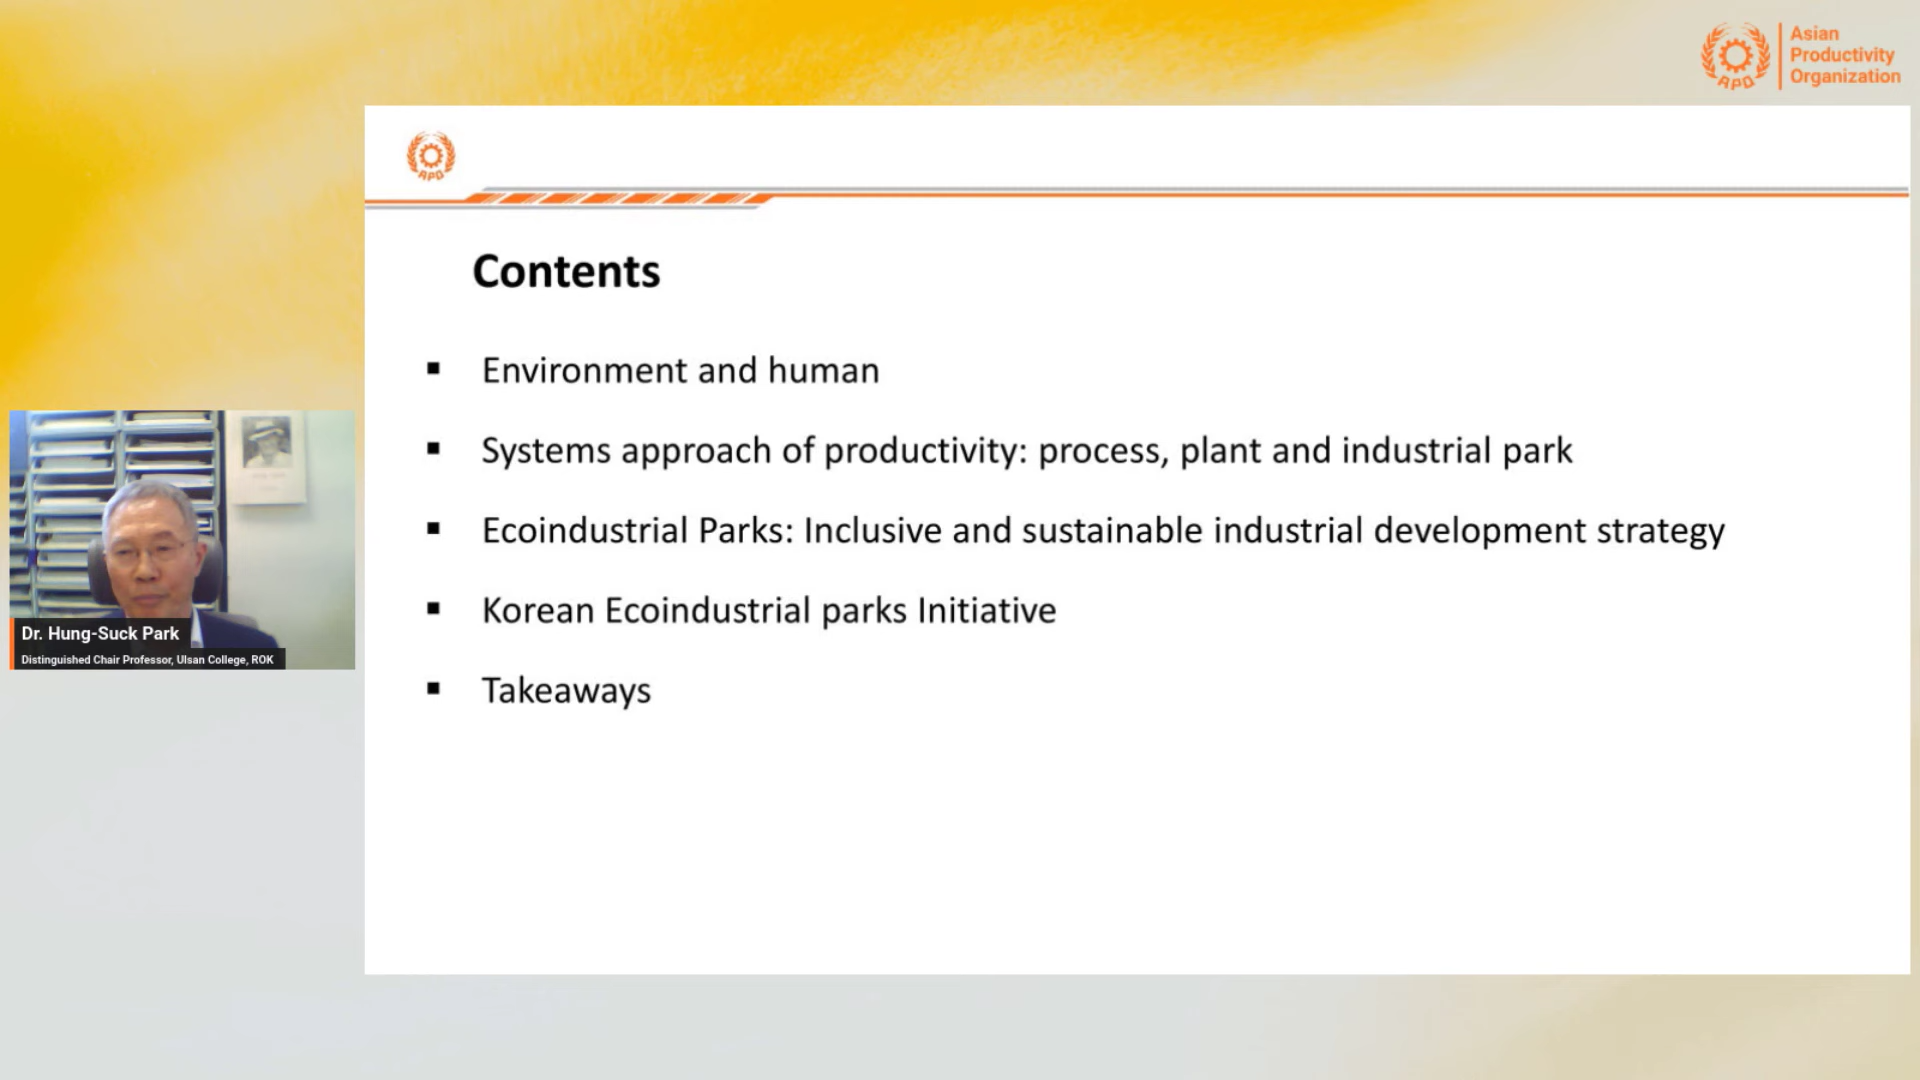 Asian
Productivity
Organization
APO
APO
Contents
▪ Environment and human
▪ Systems approach of productivity: process, plant and industrial park
▪ Ecoindustrial Parks: Inclusive and sustainable industrial development strategy
▪ Korean Ecoindustrial parks Initiative
▪ Takeaways
Dr. Hung-Suck Park
Distinguished Chair Professor, Ulsan College, ROK